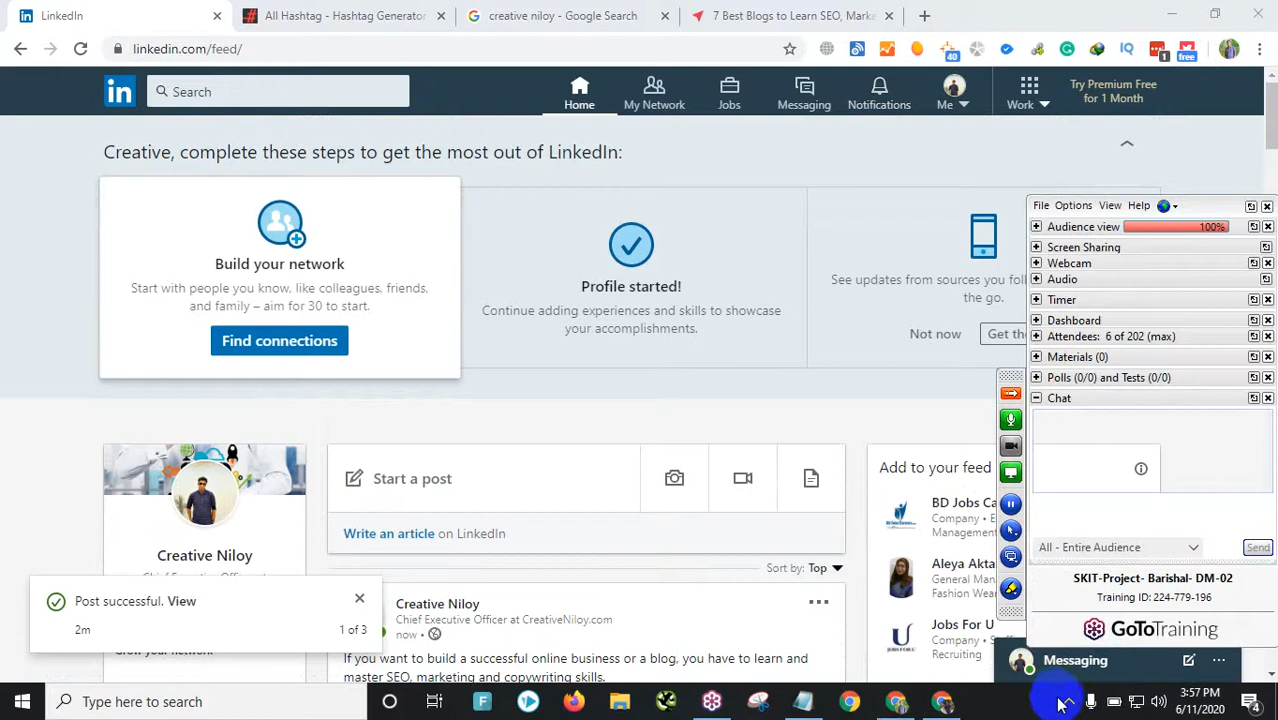 LinkedIn
All Hashtag - Hashtag Generator
creative niloy - Google Search
7 Best Blogs to Learn SEO, Marke
linkedin.com/feed/
40
1
free
in
Search
Home
My Network
Jobs
Messaging
Notifications
Me
Work
Try Premium Free
for 1 Month
Creative, complete these steps to get the most out of LinkedIn:
Build your network
Start with people you know, like colleagues, friends,
and family – aim for 30 to start.
Find connections
Profile started!
Continue adding experiences and skills to showcase
your accomplishments.
See updates from sources you foll
the go.
Not now
Get the
File Options View Help
Audience view 100%
Screen Sharing
Webcam
Audio
Timer
Dashboard
Attendees: 6 of 202 (max)
Materials (0)
Polls (0/0) and Tests (0/0)
Chat
All - Entire Audience
Send
SKIT-Project- Barishal- DM-02
Training ID: 224-779-196
GoToTraining
Creative Niloy
Start a post
Write an article on LinkedIn
Sort by: Top
Creative Niloy
Chief Executive Officer at CreativeNiloy.com
now
If you want to build a successful online business or a blog, you have to learn and
master SEO, marketing and copywriting skills.
Post successful. View
2m
1 of 3
Add to your feed
BD Jobs Ca
Company • E
Management
Aleya Akta
General Man
Fashion Wea
JOBS FOR U
Jobs For U
Company •
Recruiting
Messaging
Type here to search
3:57 PM
6/11/2020
4